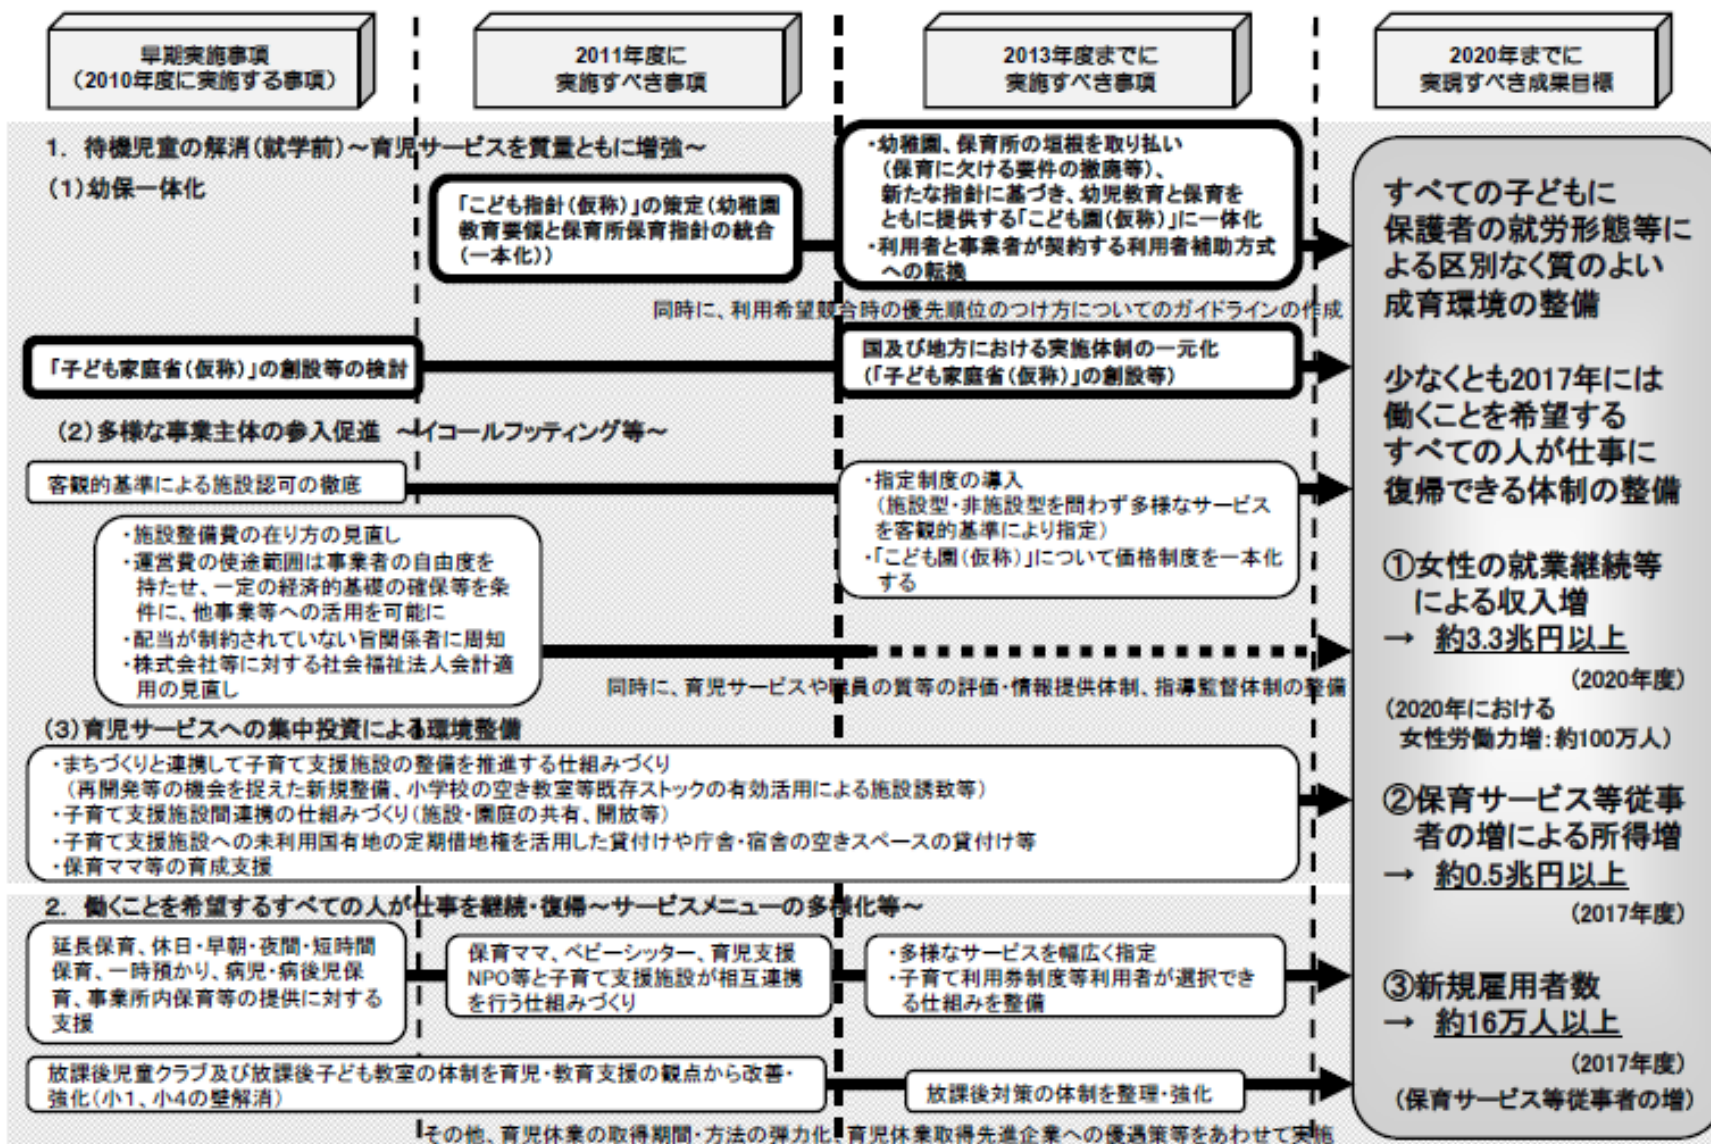 早期実施事項
（2010年度に実施する事項）
2011年度に
実施すべき事項
2013年度までに
実施すべき事項
2020年までに
実現すべき成果目標
1. 待機児童の解消（就学前）～育児サービスを質量ともに増強～
（1）幼保一体化
「こども指針（仮称）」の策定（幼稚園
教育要領と保育所保育指針の統合
（一本化））
・幼稚園、保育所の垣根を取り払い
（保育に欠ける要件の撤廃等）、
新たな指針に基づき、幼児教育と保育を
ともに提供する「こども園（仮称）」に一体化
・利用者と事業者が契約する利用者補助方式
への転換
同時に、利用希望競合時の優先順位のつけ方についてのガイドラインの作成
「子ども家庭省（仮称）」の創設等の検討
国及び地方における実施体制の一元化
（「子ども家庭省（仮称）」の創設等）
（2）多様な事業主体の参入促進 ～イコールフッティング等～
客観的基準による施設認可の徹底
・指定制度の導入
（施設型・非施設型を問わず多様なサービス
を客観的基準により指定）
・「こども園（仮称）」について価格制度を一本化
する
・施設整備費の在り方の見直し
・運営費の使途範囲は事業者の自由度を
持たせ、一定の経済的基礎の確保等を条
件に、他事業等への活用を可能に
・配当が制約されていない旨関係者に周知
・株式会社等に対する社会福祉法人会計適
用の見直し
同時に、育児サービスや職員の質等の評価・情報提供体制、指導監督体制の整備
（3）育児サービスへの集中投資による環境整備
・まちづくりと連携して子育て支援施設の整備を推進する仕組みづくり
（再開発等の機会を捉えた新規整備、小学校の空き教室等既存ストックの有効活用による施設誘致等）
・子育て支援施設間連携の仕組みづくり（施設・園庭の共有、開放等）
・子育て支援施設への未利用国有地の定期借地権を活用した貸付けや庁舎・宿舎の空きスペースの貸付け等
・保育ママ等の育成支援
2. 働くことを希望するすべての人が仕事を継続・復帰～サービスメニューの多様化等～
延長保育、休日・早朝・夜間・短時間
保育、一時預かり、病児・病後児保
育、事業所内保育等の提供に対する
支援
保育ママ、ベビーシッター、育児支援
NPO等と子育て支援施設が相互連携
を行う仕組みづくり
・多様なサービスを幅広く指定
・子育て利用券制度等利用者が選択でき
る仕組みを整備
放課後児童クラブ及び放課後子ども教室の体制を育児・教育支援の観点から改善・
強化（小1、小4の壁解消）
放課後対策の体制を整理・強化
その他、育児休業の取得期間・方法の弾力化、育児休業取得先進企業への優遇策等をあわせて実施
すべての子どもに
保護者の就労形態等に
よる区別なく質のよい
成育環境の整備
少なくとも2017年には
働くことを希望する
すべての人が仕事に
復帰できる体制の整備
①女性の就業継続等
による収入増
→ 約3.3兆円以上
（2020年度）
（2020年における
女性労働力増：約100万人）
②保育サービス等従事
者の増による所得増
→ 約0.5兆円以上
（2017年度）
③新規雇用者数
→ 約16万人以上
（2017年度）
（保育サービス等従事者の増）